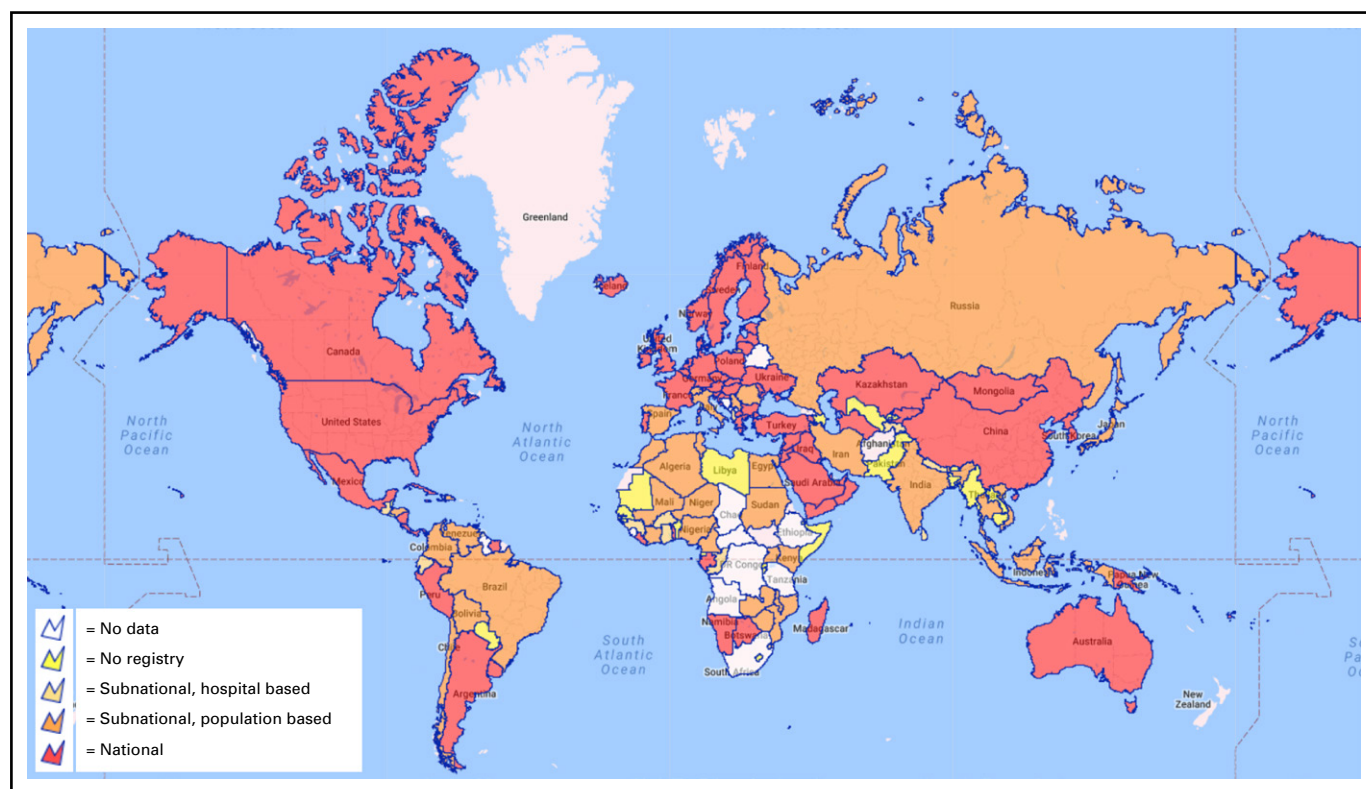 Greenland
Iceland
Finland
Sweden
Norway
Russia
United
Kingdom
Canada
Poland
Germany
Ukraine
France
Kazakhstan
Mongolia
United States
Spain
Turkey
China
South Korea
Japan
North
Pacific
Ocean
North
Atlantic
Ocean
North
Pacific
Ocean
Iraq
Iran
Afghanistan
Pakistan
Mexico
Algeria
Libya
Egypt
Saudi Arabia
India
Mali
Niger
Chad
Sudan
Nigeria
Ethiopia
Venezuela
Colombia
DR Congo
Kenya
Indonesia
Papua New
Guinea
Brazil
Peru
Tanzania
Angola
Bolivia
Namibia
Botswana
Madagascar
Indian
Ocean
Australia
Chile
South
Atlantic
Ocean
South Africa
Argentina
New
Zealand
= No data
= No registry
= Subnational, hospital based
= Subnational, population based
= National